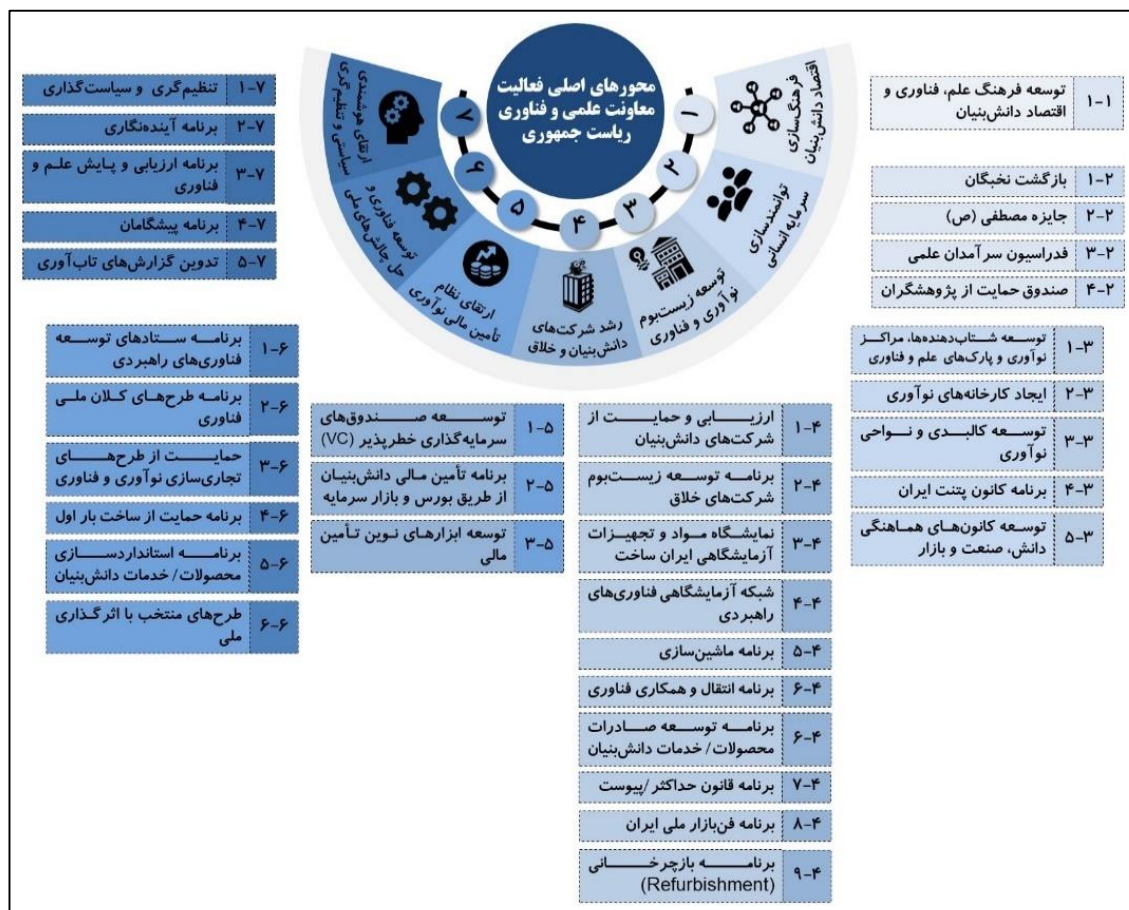 محورهای اصلی فعالیت
معاونت علمی و فناوری
ریاست جمهوری
۱
فرهنگ‌سازی
اقتصاد دانش‌بنیان
۲
توانمندسازی
سرمایه انسانی
۳
توسعه زیست‌بوم
نوآوری و فناوری
۴
رشد شرکت‌های
دانش‌بنیان و خلاق
۵
ارتقای نظام
تأمین مالی نوآوری
۶
توسعه فناوری و
حل چالش‌های ملی
۷
ارتقای هوشمندی
سیاستی و تنظیم‌گری
۱-۱
توسعه فرهنگ علم، فناوری و
اقتصاد دانش‌بنیان
۱-۲ بازگشت نخبگان
۲-۲ جایزه مصطفی (ص)
۳-۲ فدراسیون سرآمدان علمی
۴-۲ صندوق حمایت از پژوهشگران
۱-۳
توسعه شتاب‌دهنده‌ها، مراکز
نوآوری و پارک‌های علم و فناوری
۲-۳ ایجاد کارخانه‌های نوآوری
۳-۳
توسعه کالبدی و نواحی
نوآوری
۴-۳ برنامه کانون پتنت ایران
۵-۳
توسعه کانون‌های هماهنگی
دانش، صنعت و بازار
۱-۴
ارزیابی و حمایت از
شرکت‌های دانش‌بنیان
۲-۴
برنامه توسعه زیست‌بوم
شرکت‌های خلاق
۳-۴
نمایشگاه مواد و تجهیزات
آزمایشگاهی ایران ساخت
۴-۴
شبکه آزمایشگاهی فناوری‌های
راهبردی
۵-۴ برنامه ماشین‌سازی
۶-۴ برنامه انتقال و همکاری فناوری
۶-۴
برنامه توسعه صادرات
محصولات/ خدمات دانش‌بنیان
۷-۴ برنامه قانون حداکثر /پیوست
۸-۴ برنامه فن‌بازار ملی ایران
۹-۴
برنامه بازچرخانی
(Refurbishment)
۱-۵
توسعه صندوق‌های
سرمایه‌گذاری خطرپذیر (VC)
۲-۵
برنامه تأمین مالی دانش‌بنیان
از طریق بورس و بازار سرمایه
۳-۵
توسعه ابزارهای نوین تأمین
مالی
۱-۶
برنامه ستادهای توسعه
فناوری‌های راهبردی
۲-۶
برنامه طرح‌های کلان ملی
فناوری
۳-۶
حمایت از طرح‌های
تجاری‌سازی نوآوری و فناوری
۴-۶ برنامه حمایت از ساخت بار اول
۵-۶
برنامه استانداردسازی
محصولات/ خدمات دانش‌بنیان
۶-۶
طرح‌های منتخب با اثرگذاری
ملی
۱-۷ تنظیم‌گری و سیاست‌گذاری
۲-۷ برنامه آینده‌نگاری
۳-۷
برنامه ارزیابی و پایش علم و
فناوری
۴-۷ برنامه پیشگامان
۵-۷ تدوین گزارش‌های تاب‌آوری